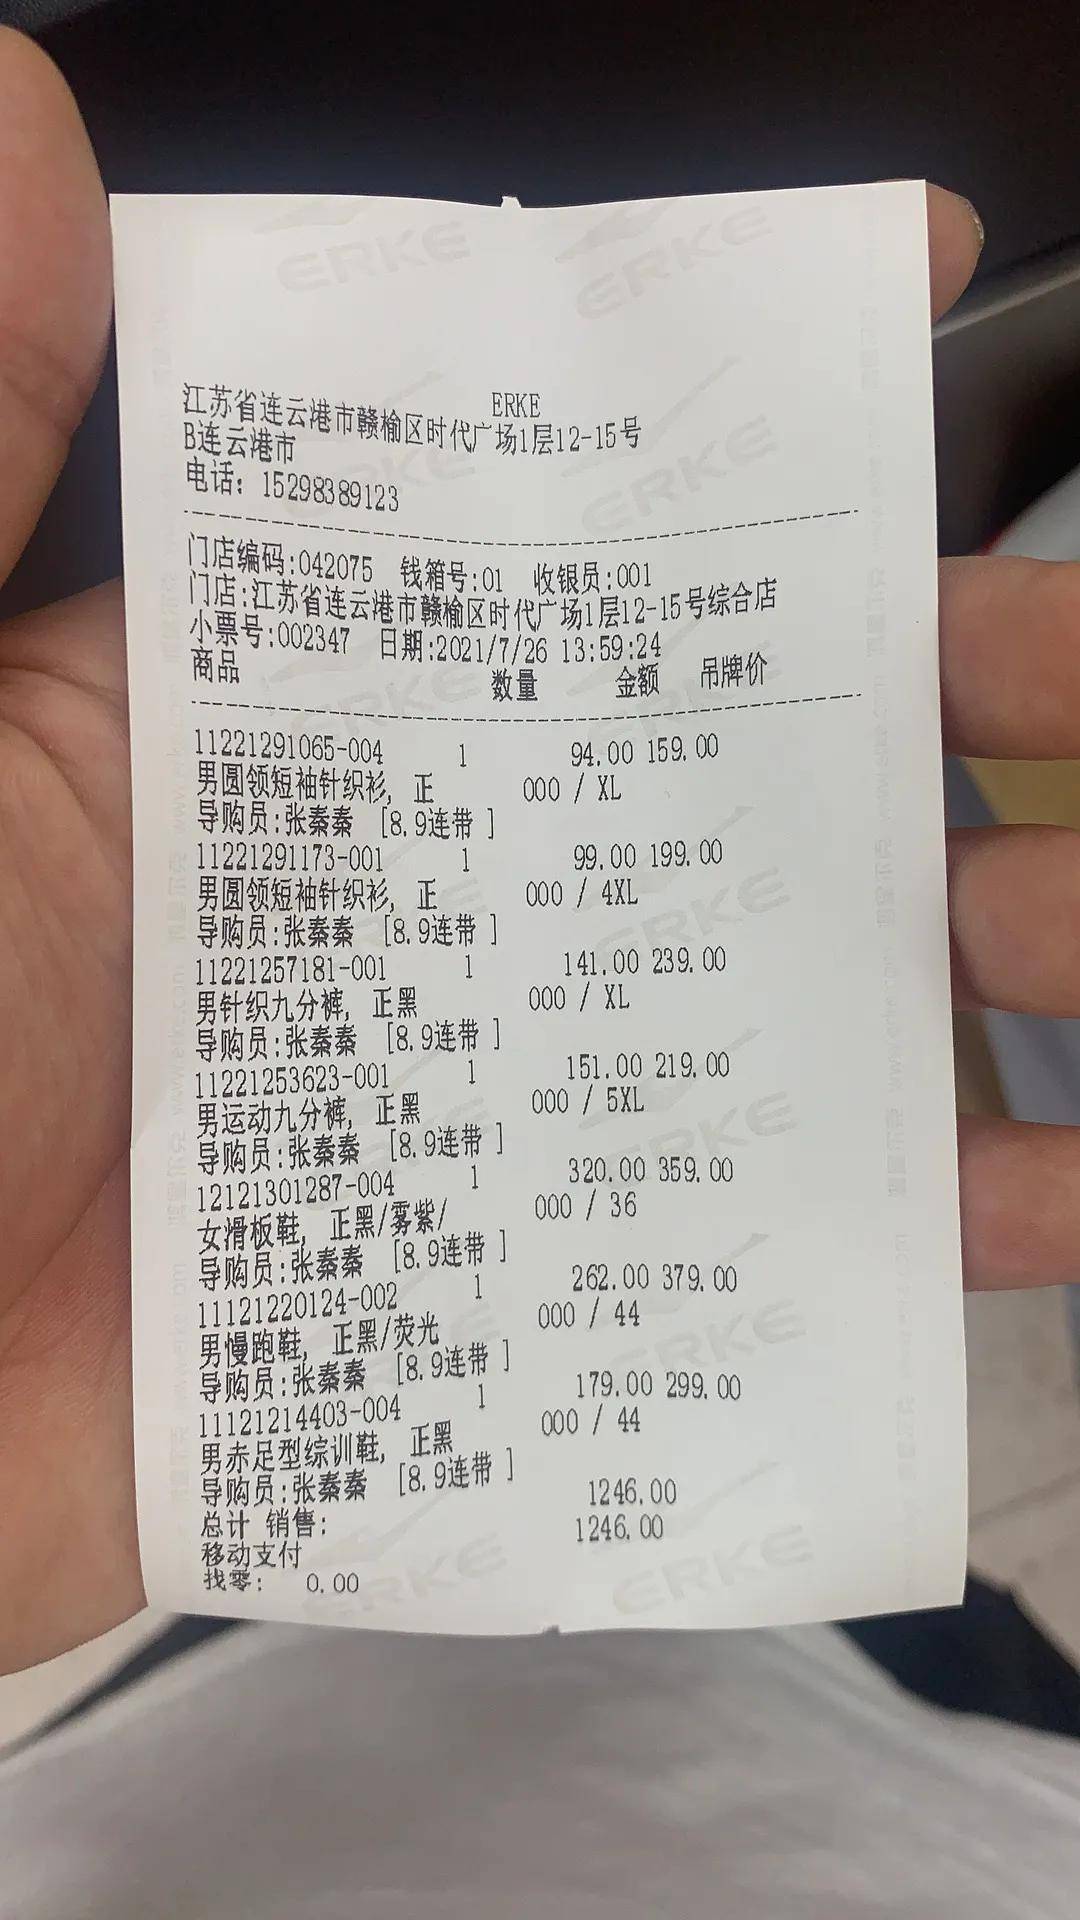 ERKE
江苏省连云港市赣榆区时代广场1层12-15号
B连云港市
电话: 15298389123
门店编码:042075 钱箱号:01 收银员:001
门店:江苏省连云港市赣榆区时代广场1层12-15号综合店
小票号:002347 日期:2021/7/26 13:59:24
商品 数量 金额 吊牌价
11221291065-004 1 94.00 159.00
男圆领短袖针织衫, 正 000 / XL
导购员:张秦秦 [8.9连带 ]
11221291173-001 1 99.00 199.00
男圆领短袖针织衫, 正 000 / 4XL
导购员:张秦秦 [8.9连带 ]
11221257181-001 1 141.00 239.00
男针织九分裤, 正黑 000 / XL
导购员:张秦秦 [8.9连带 ]
11221253623-001 1 151.00 219.00
男运动九分裤, 正黑 000 / 5XL
导购员:张秦秦 [8.9连带 ]
12121301287-004 1 320.00 359.00
女滑板鞋, 正黑/雾紫/ 000 / 36
导购员:张秦秦 [8.9连带 ]
11121220124-002 1 262.00 379.00
男慢跑鞋, 正黑/荧光 000 / 44
导购员:张秦秦 [8.9连带 ]
11121214403-004 1 179.00 299.00
男赤足型综训鞋, 正黑 000 / 44
导购员:张秦秦 [8.9连带 ]
总计 销售: 1246.00
移动支付 1246.00
找零: 0.00